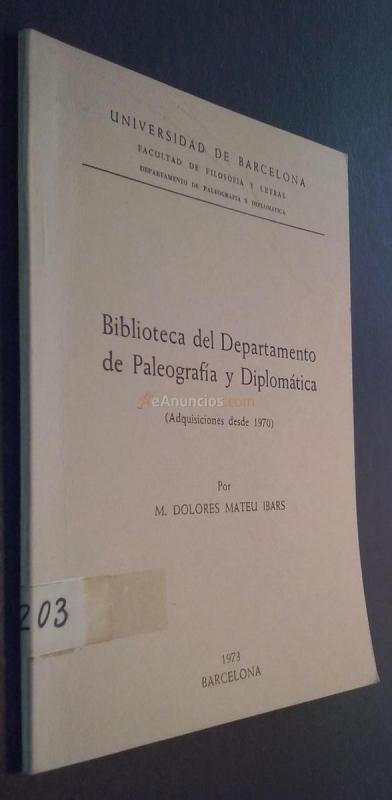 UNIVERSIDAD DE BARCELONA
FACULTAD DE FILOSOFIA Y LETRAS
DEPARTAMENTO DE PALEOGRAFIA Y DIPLOMATICA
Biblioteca del Departamento
de Paleografía y Diplomática
eAnuncios.com
(Adquisiciones desde 1970)
Por
M. DOLORES MATEU IBARS
203
1973
BARCELONA